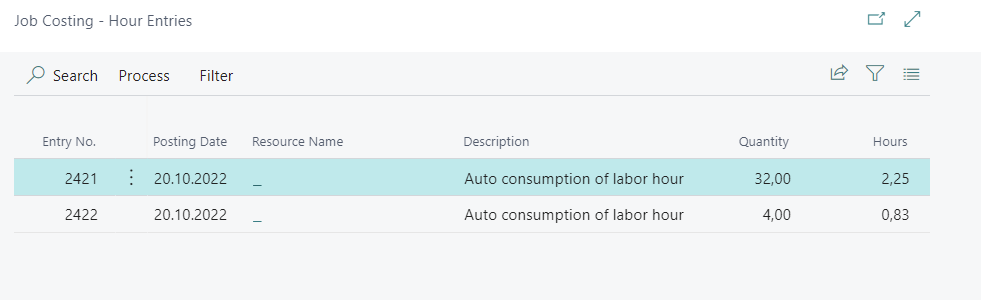 Job Costing - Hour Entries
Search Process Filter
Entry No. Posting Date Resource Name Description Quantity Hours
2421 20.10.2022 _ Auto consumption of labor hour 32,00 2,25
2422 20.10.2022 _ Auto consumption of labor hour 4,00 0,83